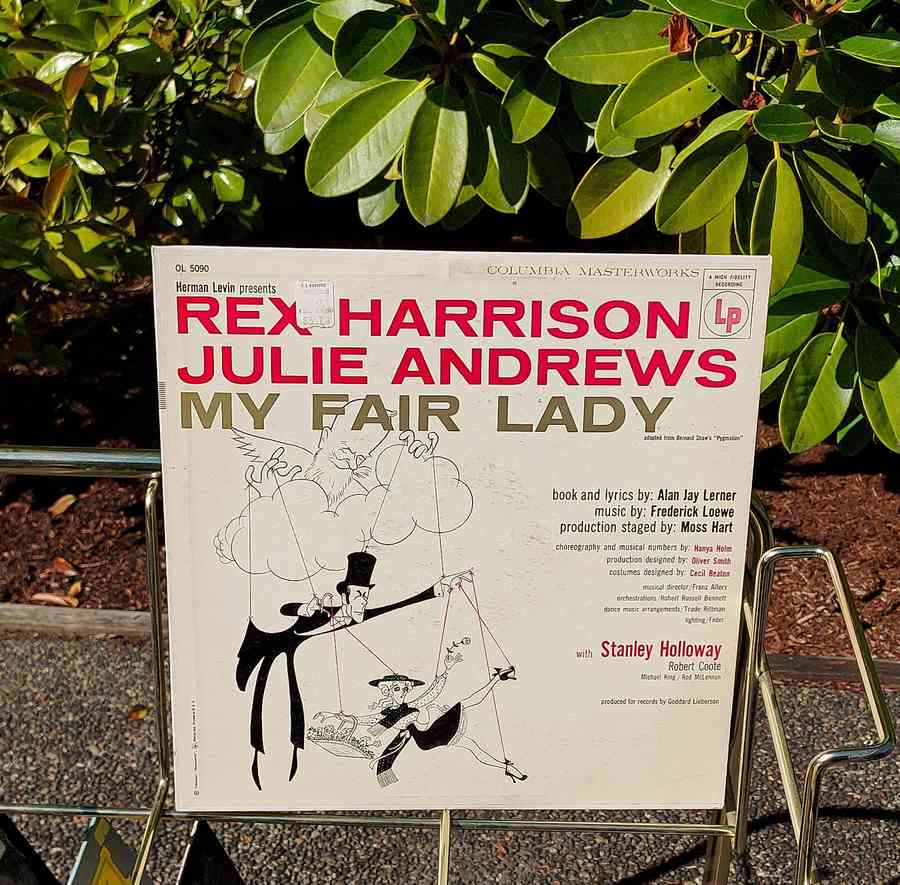 OL 5090
COLUMBIA MASTERWORKS
A HIGH FIDELITY
RECORDING
Lp
Herman Levin presents
REX HARRISON
JULIE ANDREWS
MY FAIR LADY
adapted from Bernard Shaw's "Pygmalion"
book and lyrics by: Alan Jay Lerner
music by: Frederick Loewe
production staged by: Moss Hart
choreography and musical numbers by: Hanya Holm
production designed by: Oliver Smith
costumes designed by: Cecil Beaton
musical director/Franz Allers
orchestrations/Robert Russell Bennett
dance music arrangements/Trude Rittman
lighting/Feder
with Stanley Holloway
Robert Coote
Michael King/Rod McLennan
produced for records by Goddard Lieberson